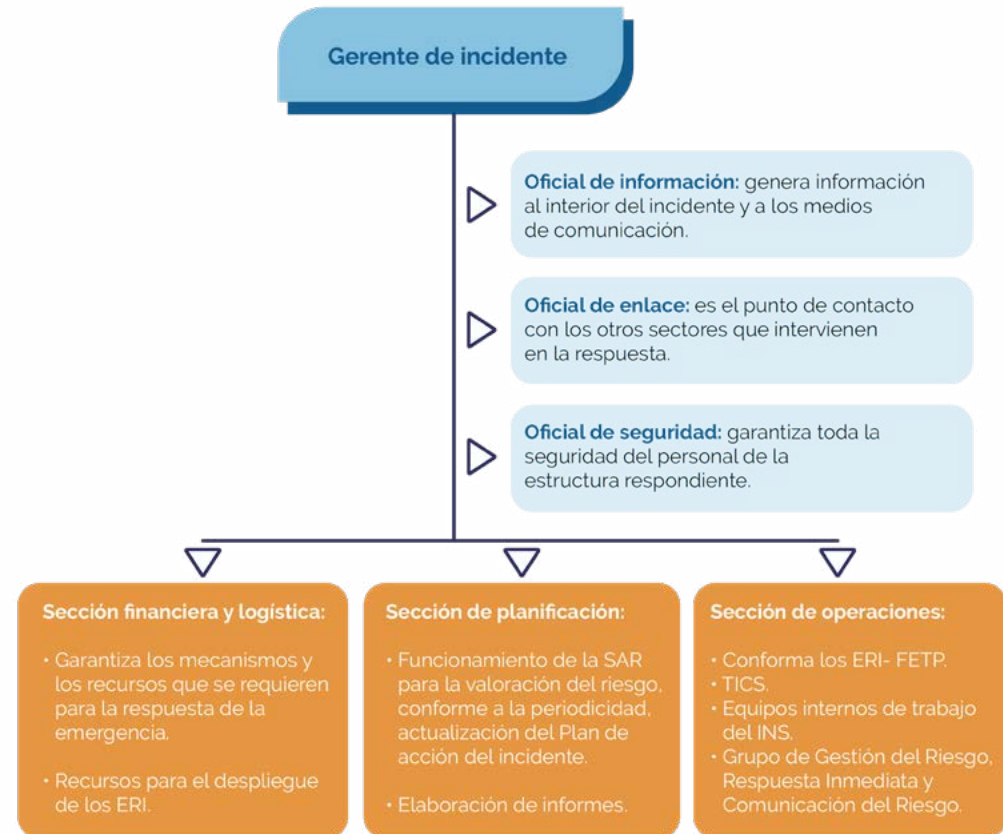 Gerente de incidente
Oficial de información: genera información
al interior del incidente y a los medios
de comunicación.
Oficial de enlace: es el punto de contacto
con los otros sectores que intervienen
en la respuesta.
Oficial de seguridad: garantiza toda la
seguridad del personal de la
estructura respondiente.
Sección financiera y logística:
• Garantiza los mecanismos y
los recursos que se requieren
para la respuesta de la
emergencia.
• Recursos para el despliegue
de los ERI.
Sección de planificación:
• Funcionamiento de la SAR
para la valoración del riesgo,
conforme a la periodicidad,
actualización del Plan de
acción del incidente.
• Elaboración de informes.
Sección de operaciones:
• Conforma los ERI- FETP.
• TICS.
• Equipos internos de trabajo
del INS.
• Grupo de Gestión del Riesgo,
Respuesta Inmediata y
Comunicación del Riesgo.